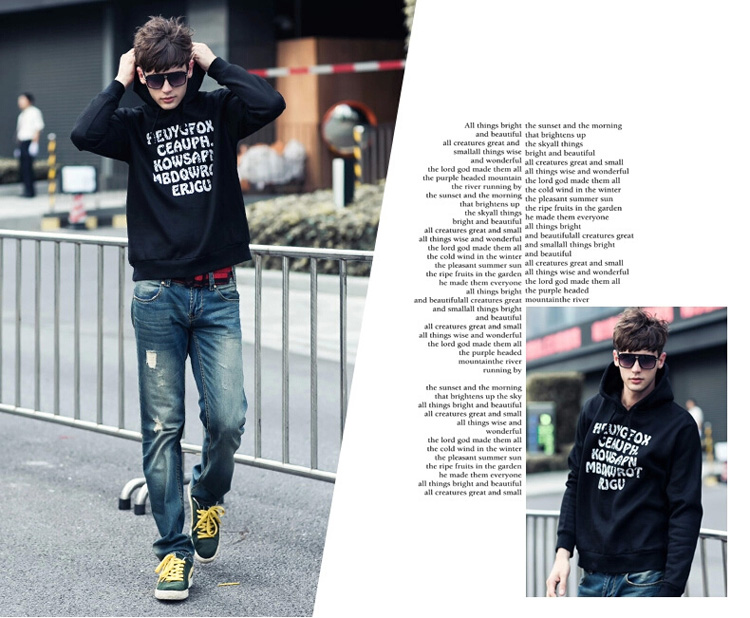 HEUYGFOX
CEAUPH.
KOWSAPN
MBDQWROT
ERJGU
All things bright
and beautiful
all creatures great and
smallall things wise
and wonderful
the lord god made them all
the purple headed mountain
the river running by
the sunset and the morning
that brightens up
the skyall things
bright and beautiful
all creatures great and small
all things wise and wonderful
the lord god made them all
the cold wind in the winter
the pleasant summer sun
the ripe fruits in the garden
he made them everyone
all things bright
and beautifulall creatures great
and smallall things bright
and beautiful
all creatures great and small
all things wise and wonderful
the lord god made them all
the purple headed
mountainthe river
running by
the sunset and the morning
that brightens up the sky
all things bright and beautiful
all creatures great and small
all things wise and
wonderful
the lord god made them all
the cold wind in the winter
the pleasant summer sun
the ripe fruits in the garden
he made them everyone
all things bright and beautiful
all creatures great and small
the sunset and the morning
that brightens up
the skyall things
bright and beautiful
all creatures great and small
all things wise and wonderful
the lord god made them all
the cold wind in the winter
the pleasant summer sun
the ripe fruits in the garden
he made them everyone
all things bright
and beautifulall creatures great
and smallall things bright
and beautiful
all creatures great and small
all things wise and wonderful
the lord god made them all
the purple headed
mountainthe river
HEUYGFOX
CEAUPH.
KOWSAPN
MBDQWROT
RJGU